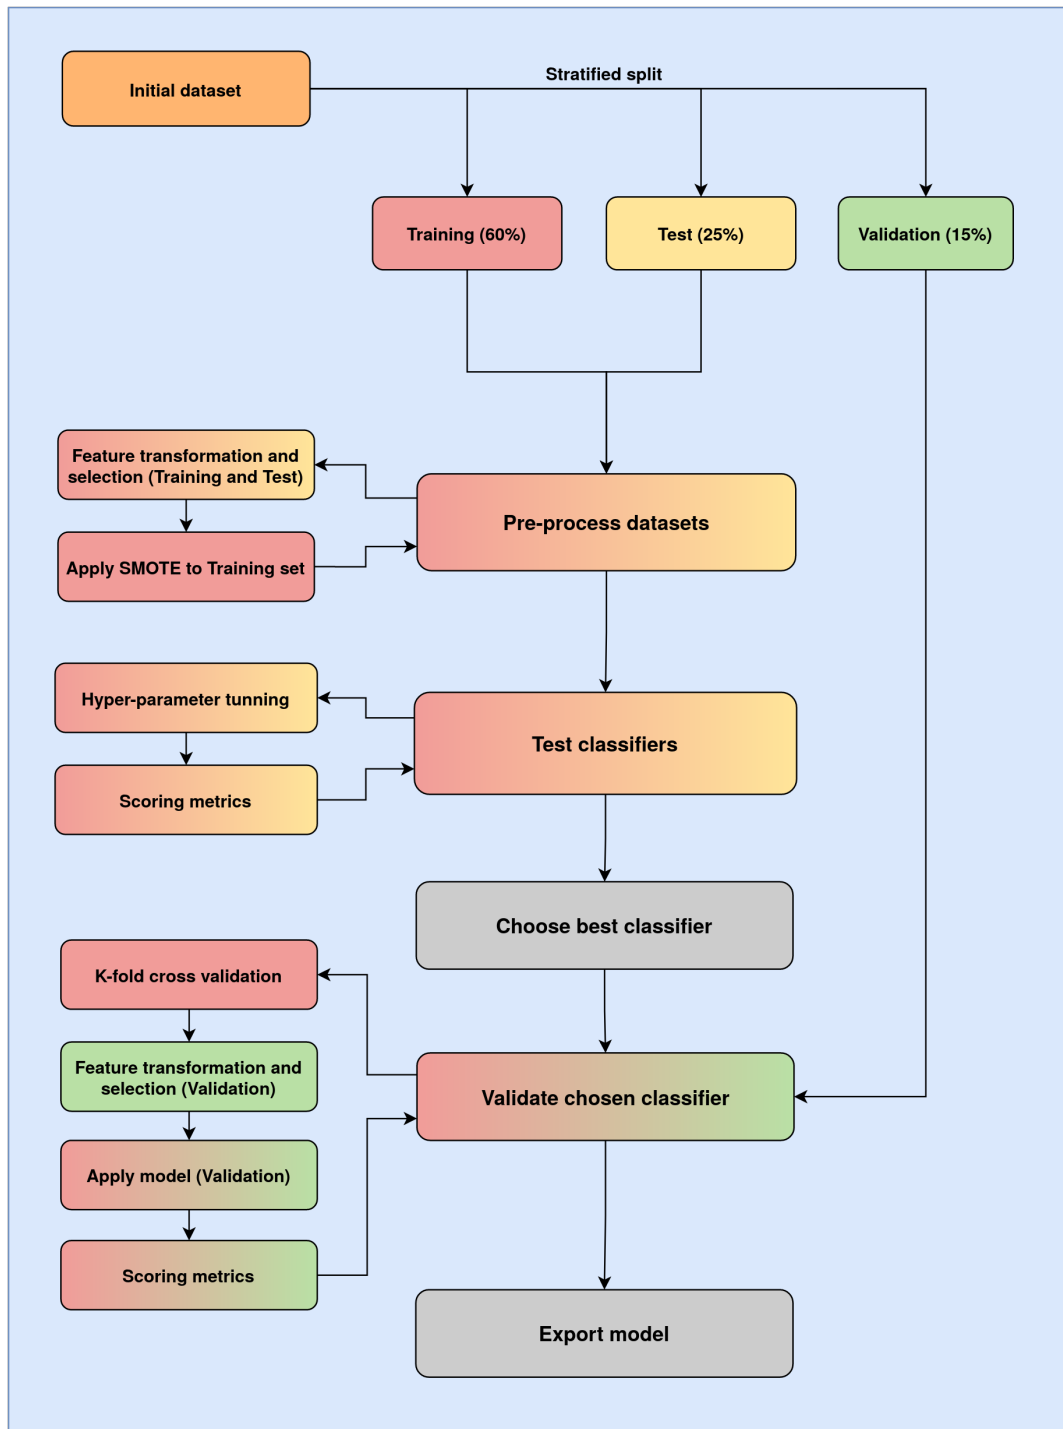 Initial dataset
Stratified split
Training (60%)
Test (25%)
Validation (15%)
Feature transformation and
selection (Training and Test)
Pre-process datasets
Apply SMOTE to Training set
Hyper-parameter tunning
Test classifiers
Scoring metrics
Choose best classifier
K-fold cross validation
Feature transformation and
selection (Validation)
Validate chosen classifier
Apply model (Validation)
Scoring metrics
Export model